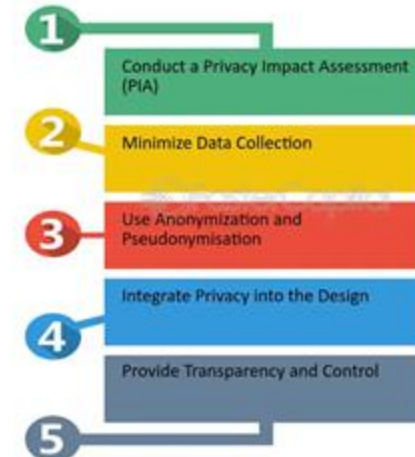 1
Conduct a Privacy Impact Assessment
(PIA)
2
Minimize Data Collection
3
Use Anonymization and
Pseudonymisation
Integrate Privacy into the Design
4
Provide Transparency and Control
5